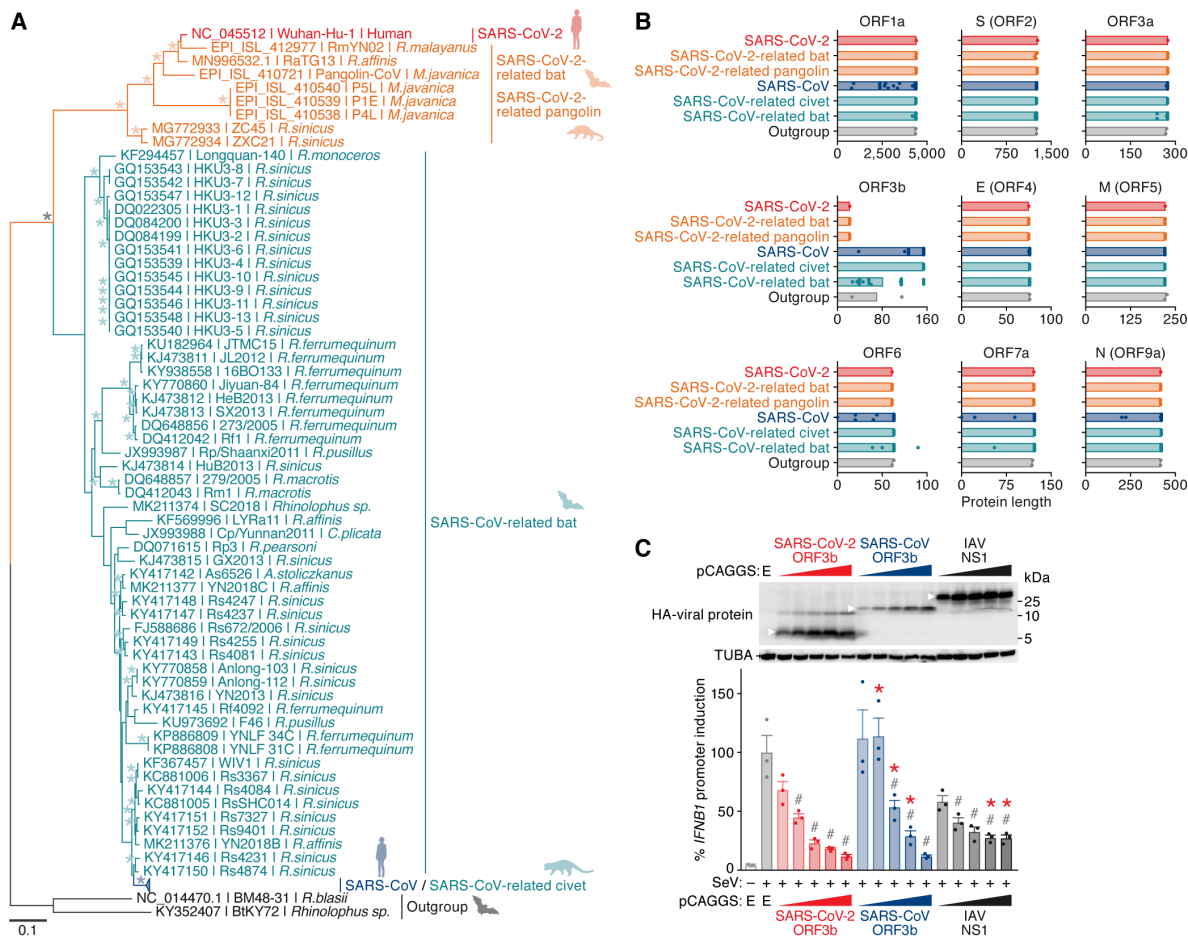 A
NC_045512 | Wuhan-Hu-1 | Human
SARS-CoV-2
EPI_ISL_412977 | RmYN02 | R.malayanus
MN996532.1 | RaTG13 | R.affinis
EPI_ISL_410721 | Pangolin-CoV | M.javanica
EPI_ISL_410540 | P5L | M.javanica
EPI_ISL_410539 | P1E | M.javanica
EPI_ISL_410538 | P4L | M.javanica
MG772933 | ZC45 | R.sinicus
MG772934 | ZXC21 | R.sinicus
SARS-CoV-2-
related bat
SARS-CoV-2-
related pangolin
KF294457 | Longquan-140 | R.monoceros
GQ153543 | HKU3-8 | R.sinicus
GQ153542 | HKU3-7 | R.sinicus
GQ153547 | HKU3-12 | R.sinicus
DQ022305 | HKU3-1 | R.sinicus
DQ084200 | HKU3-3 | R.sinicus
DQ084199 | HKU3-2 | R.sinicus
GQ153541 | HKU3-6 | R.sinicus
GQ153539 | HKU3-4 | R.sinicus
GQ153545 | HKU3-10 | R.sinicus
GQ153544 | HKU3-9 | R.sinicus
GQ153546 | HKU3-11 | R.sinicus
GQ153548 | HKU3-13 | R.sinicus
GQ153540 | HKU3-5 | R.sinicus
KU182964 | JTMC15 | R.ferrumequinum
KJ473811 | JL2012 | R.ferrumequinum
KY938558 | 16BO133 | R.ferrumequinum
KY770860 | Jiyuan-84 | R.ferrumequinum
KJ473812 | HeB2013 | R.ferrumequinum
KJ473813 | SX2013 | R.ferrumequinum
DQ648856 | 273/2005 | R.ferrumequinum
DQ412042 | Rf1 | R.ferrumequinum
JX993987 | Rp/Shaanxi2011 | R.pusillus
KJ473814 | HuB2013 | R.sinicus
DQ648857 | 279/2005 | R.macrotis
DQ412043 | Rm1 | R.macrotis
MK211374 | SC2018 | Rhinolophus sp.
KF569996 | LYRa11 | R.affinis
JX993988 | Cp/Yunnan2011 | C.plicata
DQ071615 | Rp3 | R.pearsoni
KJ473815 | GX2013 | R.sinicus
KY417142 | As6526 | A.stoliczkanus
MK211377 | YN2018C | R.affinis
KY417148 | Rs4247 | R.sinicus
KY417147 | Rs4237 | R.sinicus
FJ588686 | Rs672/2006 | R.sinicus
KY417149 | Rs4255 | R.sinicus
KY417143 | Rs4081 | R.sinicus
KY770858 | Anlong-103 | R.sinicus
KY770859 | Anlong-112 | R.sinicus
KJ473816 | YN2013 | R.sinicus
KY417145 | Rf4092 | R.ferrumequinum
KU973692 | F46 | R.pusillus
KP886809 | YNLF 34C | R.ferrumequinum
KP886808 | YNLF 31C | R.ferrumequinum
KF367457 | WIV1 | R.sinicus
KC881006 | Rs3367 | R.sinicus
KY417144 | Rs4084 | R.sinicus
KC881005 | RsSHC014 | R.sinicus
KY417151 | Rs7327 | R.sinicus
KY417152 | Rs9401 | R.sinicus
MK211376 | YN2018B | R.affinis
KY417146 | Rs4231 | R.sinicus
KY417150 | Rs4874 | R.sinicus
SARS-CoV-related bat
SARS-CoV / SARS-CoV-related civet
NC_014470.1 | BM48-31 | R.blasii
KY352407 | BtKY72 | Rhinolophus sp.
Outgroup
0.1
B
ORF1a S (ORF2) ORF3a
SARS-CoV-2
SARS-CoV-2-related bat
SARS-CoV-2-related pangolin
SARS-CoV
SARS-CoV-related civet
SARS-CoV-related bat
Outgroup
0 2,500 5,000 0 750 1,500 0 150 300
ORF3b E (ORF4) M (ORF5)
SARS-CoV-2
SARS-CoV-2-related bat
SARS-CoV-2-related pangolin
SARS-CoV
SARS-CoV-related civet
SARS-CoV-related bat
Outgroup
0 80 160 0 50 100 0 125 250
ORF6 ORF7a N (ORF9a)
SARS-CoV-2
SARS-CoV-2-related bat
SARS-CoV-2-related pangolin
SARS-CoV
SARS-CoV-related civet
SARS-CoV-related bat
Outgroup
0 50 100 0 75 150 0 250 500
Protein length
C
SARS-CoV-2 SARS-CoV IAV
ORF3b ORF3b NS1
pCAGGS: E
kDa
HA-viral protein
25
10
5
TUBA
% IFNB1 promoter induction
150
100
50
0
* * * * *
# # # # # # # # # # #
SeV: – + + + + + + + + + + + + + + + +
pCAGGS: E E
SARS-CoV-2 SARS-CoV IAV
ORF3b ORF3b NS1